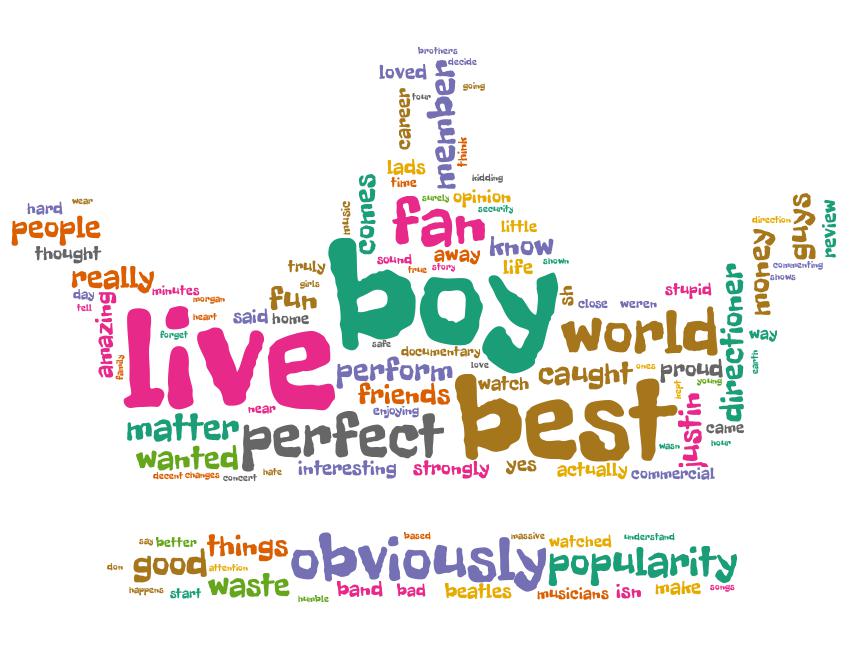 brothers
loved
decide
going
career
tour
member
think
lads
time
kidding
surely
opinion
security
music
comes
fan
little
know
sound
away
true
story
life
shown
hard
wear
people
thought
really
day
tell
minutes
morgan
amazing
family
heart
forget
said
home
truly
girls
fun
boy
live
sh
close
weren
stupid
world
direction
money
guys
review
commenting
shows
directioner
way
earth
safe
documentary
love
perform
friends
enjoying
watch
caught
ones
proud
young
kept
justin
came
hour
wasn
best
near
matter
perfect
wanted
decent
changes
concert
hate
interesting
strongly
yes
actually
commercial
say
better
things
obviously
based
massive
watched
understand
don
good
attention
popularity
happens
start
waste
humble
band
bad
beatles
musicians
isn
make
songs